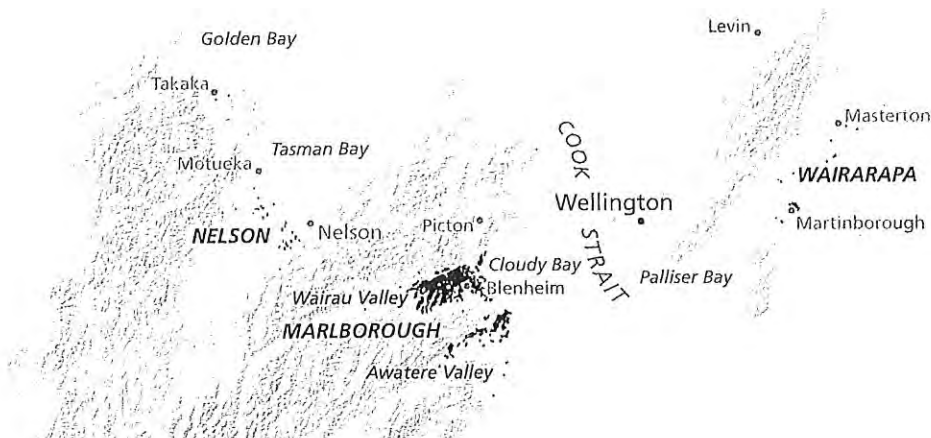 Golden Bay
Levin
Takaka
Masterton
COOK
Tasman Bay
Motueka
WAIRARAPA
Wellington
Martinborough
Picton
NELSON
Nelson
STRAIT
Cloudy Bay
Palliser Bay
Blenheim
Wairau Valley
MARLBOROUGH
Awatere Valley